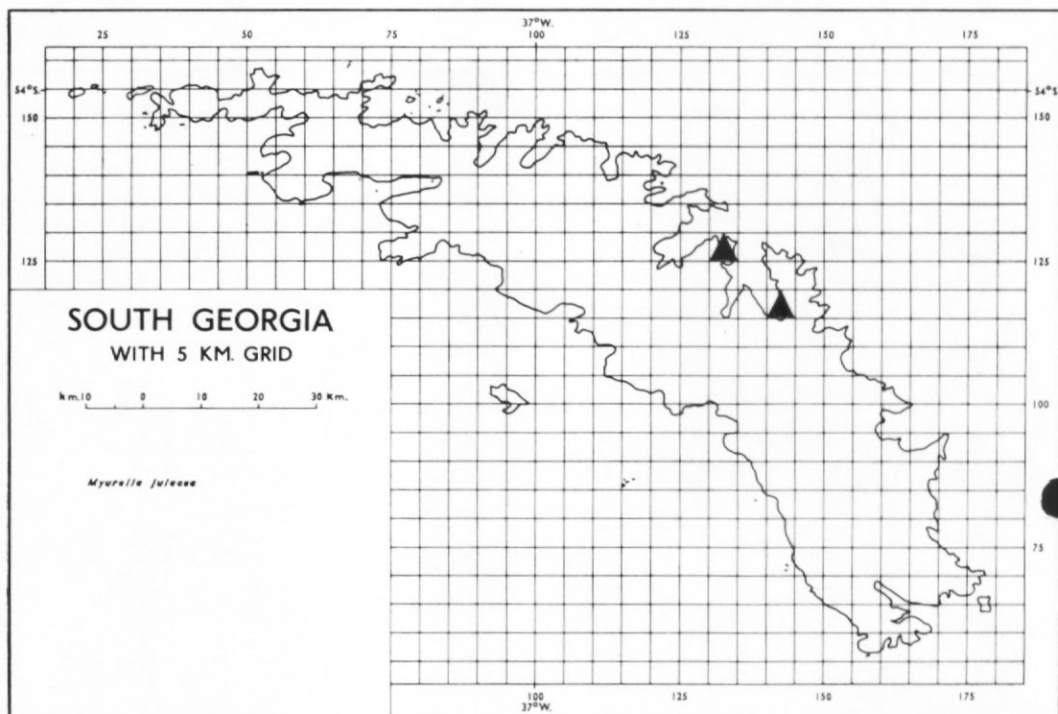 37°W.
25 50 75 100 125 150 175
54°S. 54°S.
150 150
125 125
SOUTH GEORGIA
WITH 5 KM. GRID
km.10 0 10 20 30 Km.
100
Myurella julacea
75
100 125 150 175
37°W.